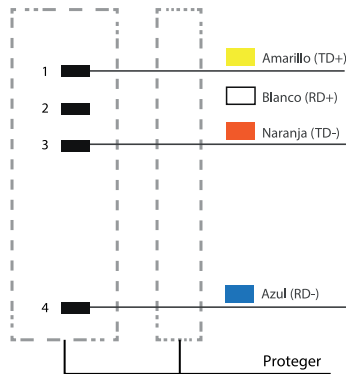 1 Amarillo (TD+)
2 Blanco (RD+)
3 Naranja (TD-)
4 Azul (RD-)
Proteger